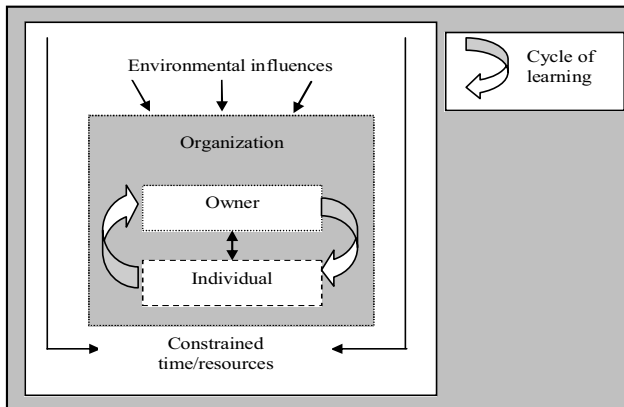 Environmental influences
Cycle of
learning
Organization
Owner
Individual
Constrained
time/resources